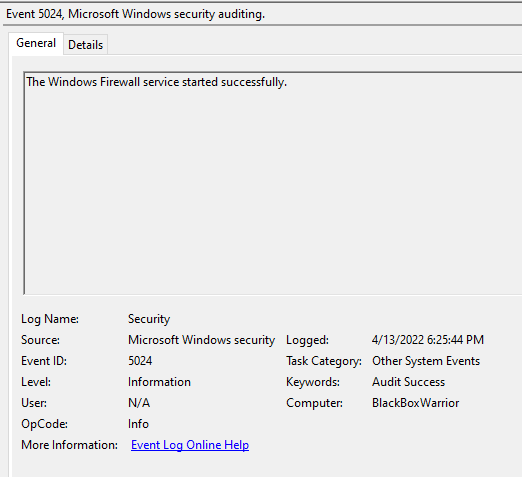 Event 5024, Microsoft Windows security auditing.
General Details
The Windows Firewall service started successfully.
Log Name: Security
Source: Microsoft Windows security Logged: 4/13/2022 6:25:44 PM
Event ID: 5024 Task Category: Other System Events
Level: Information Keywords: Audit Success
User: N/A Computer: BlackBoxWarrior
OpCode: Info
More Information: Event Log Online Help